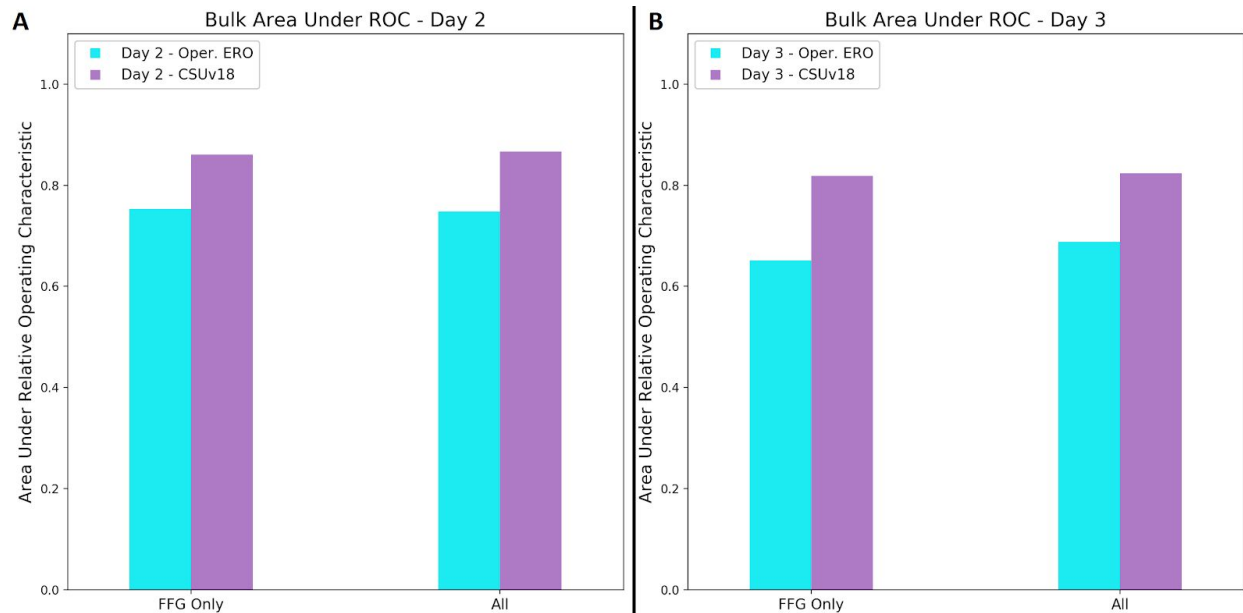 A
Bulk Area Under ROC - Day 2
Day 2 - Oper. ERO
Day 2 - CSUv18
Area Under Relative Operating Characteristic
1.0
0.8
0.6
0.4
0.2
0.0
FFG Only
All
B
Bulk Area Under ROC - Day 3
Day 3 - Oper. ERO
Day 3 - CSUv18
Area Under Relative Operating Characteristic
1.0
0.8
0.6
0.4
0.2
0.0
FFG Only
All